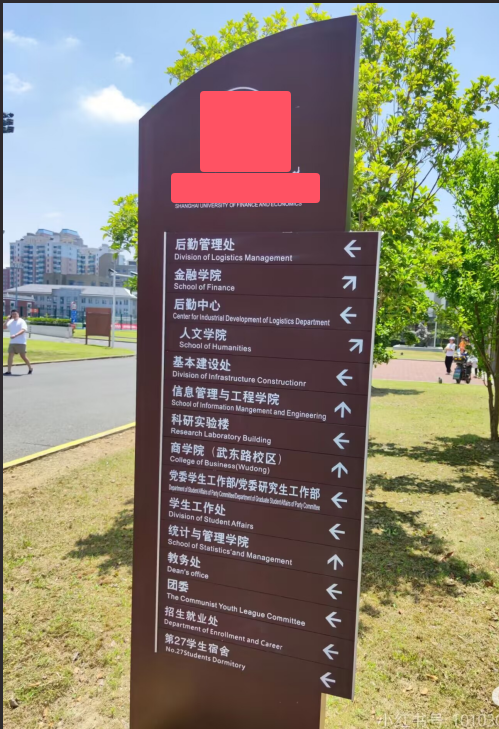 SHANGHAI UNIVERSITY OF FINANCE AND ECONOMICS
后勤管理处
Division of Logistics Management
金融学院
School of Finance
后勤中心
Center for Industrial Development of Logistics Department
人文学院
School of Humanities
基本建设处
Division of Infrastructure Constructionr
信息管理与工程学院
School of Information Mangement and Engineering
科研实验楼
Research Laboratory Building
商学院（武东路校区）
College of Business(Wudong)
党委学生工作部/党委研究生工作部
Department of Student Affairs of Party Committee/Department of Graduate Student Affairs of Party Committee
学生工作处
Division of Student Affairs
统计与管理学院
School of Statistics'and Management
教务处
Dean's office
团委
The Communist Youth League Committee
招生就业处
Department of Enrollment and Career
第27学生宿舍
No.27Students Dormitory
小红书号